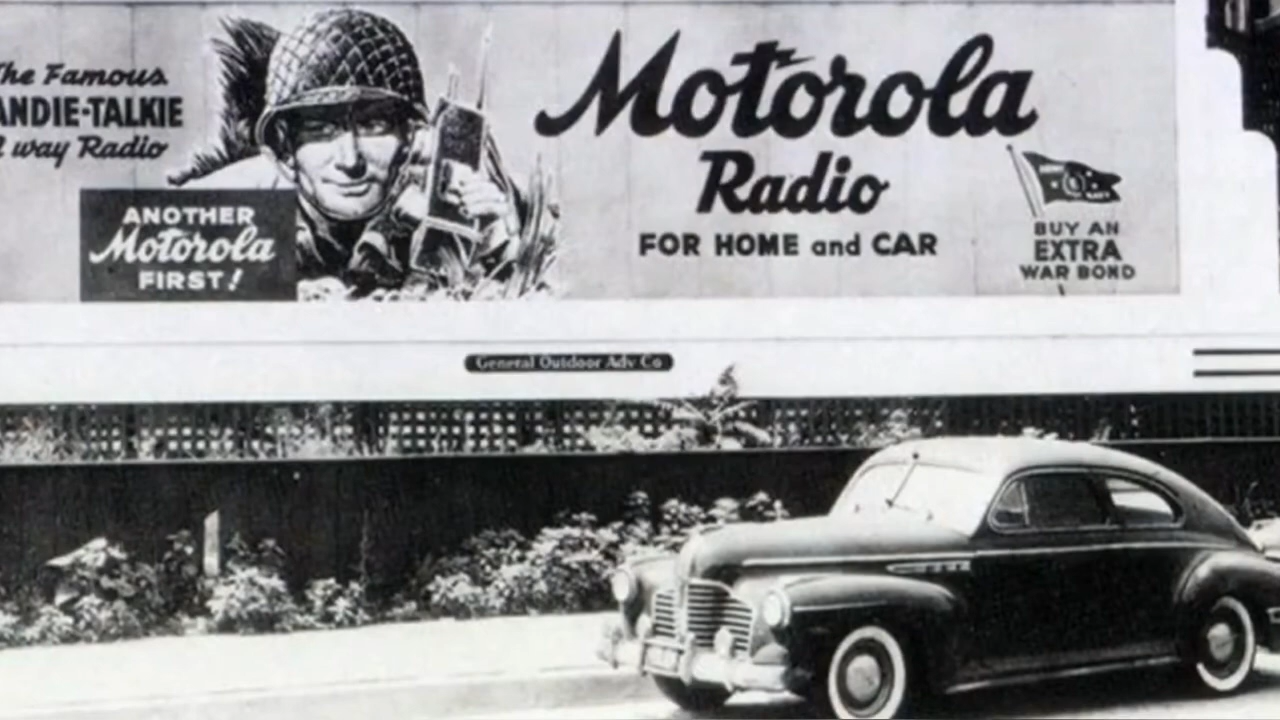 The Famous
ANDIE-TALKIE
2 way Radio
ANOTHER
Motorola
FIRST!
Motorola
Radio
FOR HOME and CAR
BUY AN
EXTRA
WAR BOND
General Outdoor Adv Co